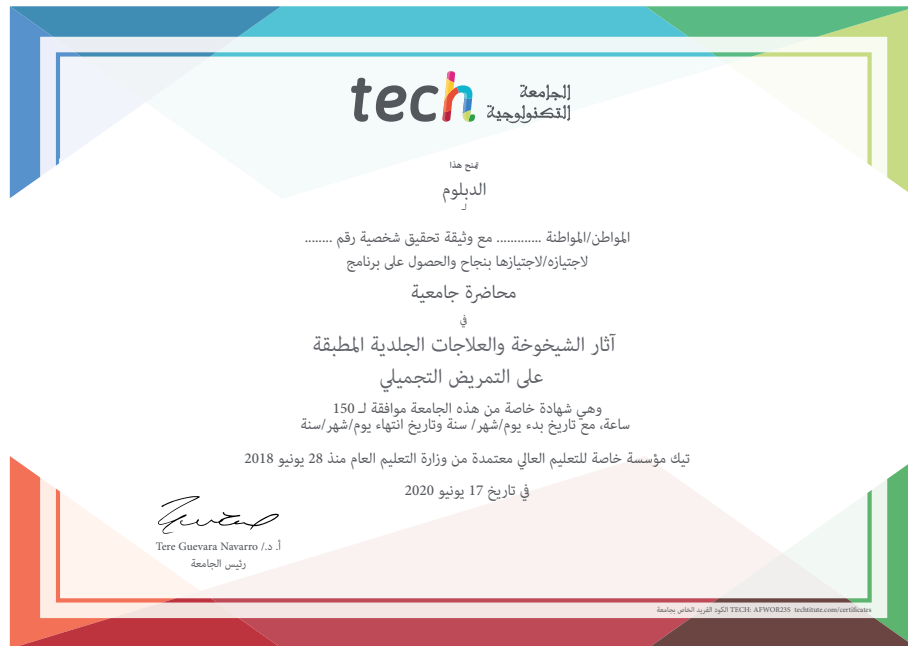 tech
الجامعة
التكنولوجية
تمنح هذا
الدبلوم
لـ
المواطن/المواطنة ............. مع وثيقة تحقيق شخصية رقم ........
لاجتيازه/لاجتيازها بنجاح والحصول على برنامج
محاضرة جامعية
في
آثار الشيخوخة والعلاجات الجلدية المطبقة
على التمريض التجميلي
وهي شهادة خاصة من هذه الجامعة موافقة لـ 150
ساعة، مع تاريخ بدء يوم/شهر/ سنة وتاريخ انتهاء يوم/شهر/سنة
تيك مؤسسة خاصة للتعليم العالي معتمدة من وزارة التعليم العام منذ 28 يونيو 2018
في تاريخ 17 يونيو 2020
أ. د./ Tere Guevara Navarro
رئيس الجامعة
الكود الفريد الخاص بجامعة TECH: AFWOR23S techtitute.com/certificates